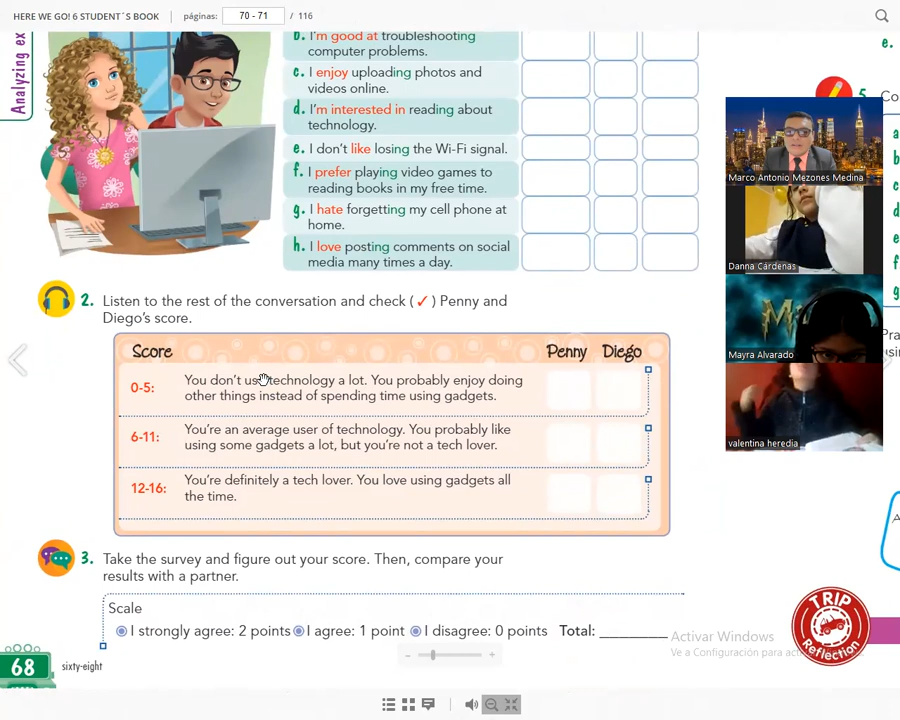 HERE WE GO! 6 STUDENT´S BOOK
páginas: 70 - 71 / 116
Analyzing ex
b. I'm good at troubleshooting
computer problems.
c. I enjoy uploading photos and
videos online.
d. I'm interested in reading about
technology.
e. I don't like losing the Wi-Fi signal.
f. I prefer playing video games to
reading books in my free time.
g. I hate forgetting my cell phone at
home.
h. I love posting comments on social
media many times a day.
2. Listen to the rest of the conversation and check (✓) Penny and
Diego's score.
Score Penny Diego
0-5: You don't use technology a lot. You probably enjoy doing
other things instead of spending time using gadgets.
6-11: You're an average user of technology. You probably like
using some gadgets a lot, but you're not a tech lover.
12-16: You're definitely a tech lover. You love using gadgets all
the time.
3. Take the survey and figure out your score. Then, compare your
results with a partner.
Scale
I strongly agree: 2 points I agree: 1 point I disagree: 0 points Total: ________
68 sixty-eight
e.
5.
Co
a
b
c
d
e
f
g
Marco Antonio Mezones Medina
Danna Cárdenas
Mayra Alvarado
valentina heredia
Pra
usi
A
TRIP
Reflection
Activar Windows
Ve a Configuración para ac